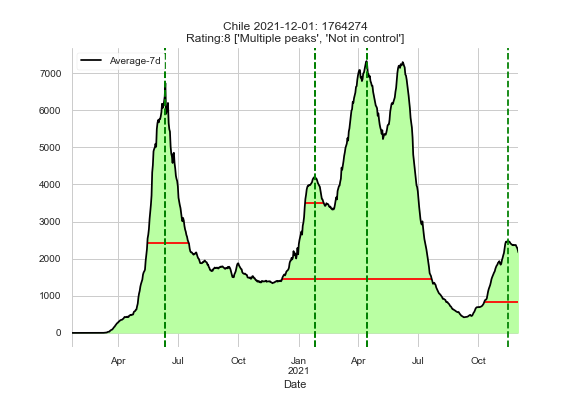 Chile 2021-12-01: 1764274
Rating:8 ['Multiple peaks', 'Not in control']
Average-7d
7000
6000
5000
4000
3000
2000
1000
0
Apr Jul Oct Jan Apr Jul Oct
2021
Date